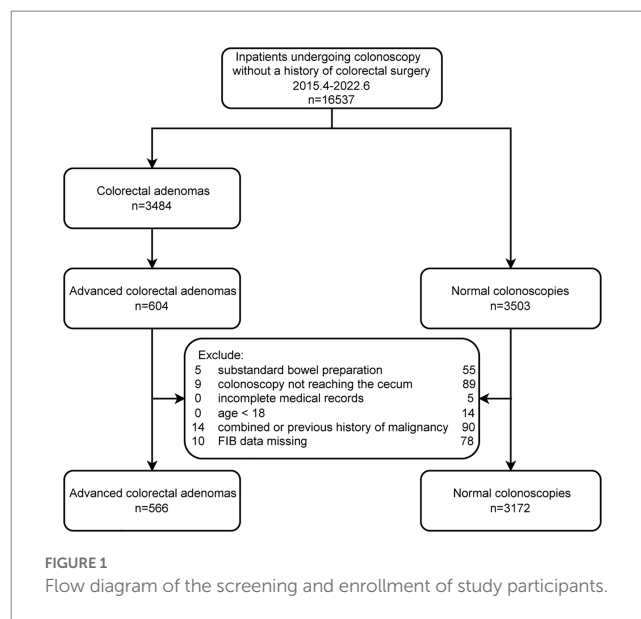 Inpatients undergoing colonoscopy
without a history of colorectal surgery
2015.4-2022.6
n=16537
Colorectal adenomas
n=3484
Advanced colorectal adenomas
n=604
Normal colonoscopies
n=3503
Exclude:
5 substandard bowel preparation 55
9 colonoscopy not reaching the cecum 89
0 incomplete medical records 5
0 age < 18 14
14 combined or previous history of malignancy 90
10 FIB data missing 78
Advanced colorectal adenomas
n=566
Normal colonoscopies
n=3172
FIGURE 1
Flow diagram of the screening and enrollment of study participants.